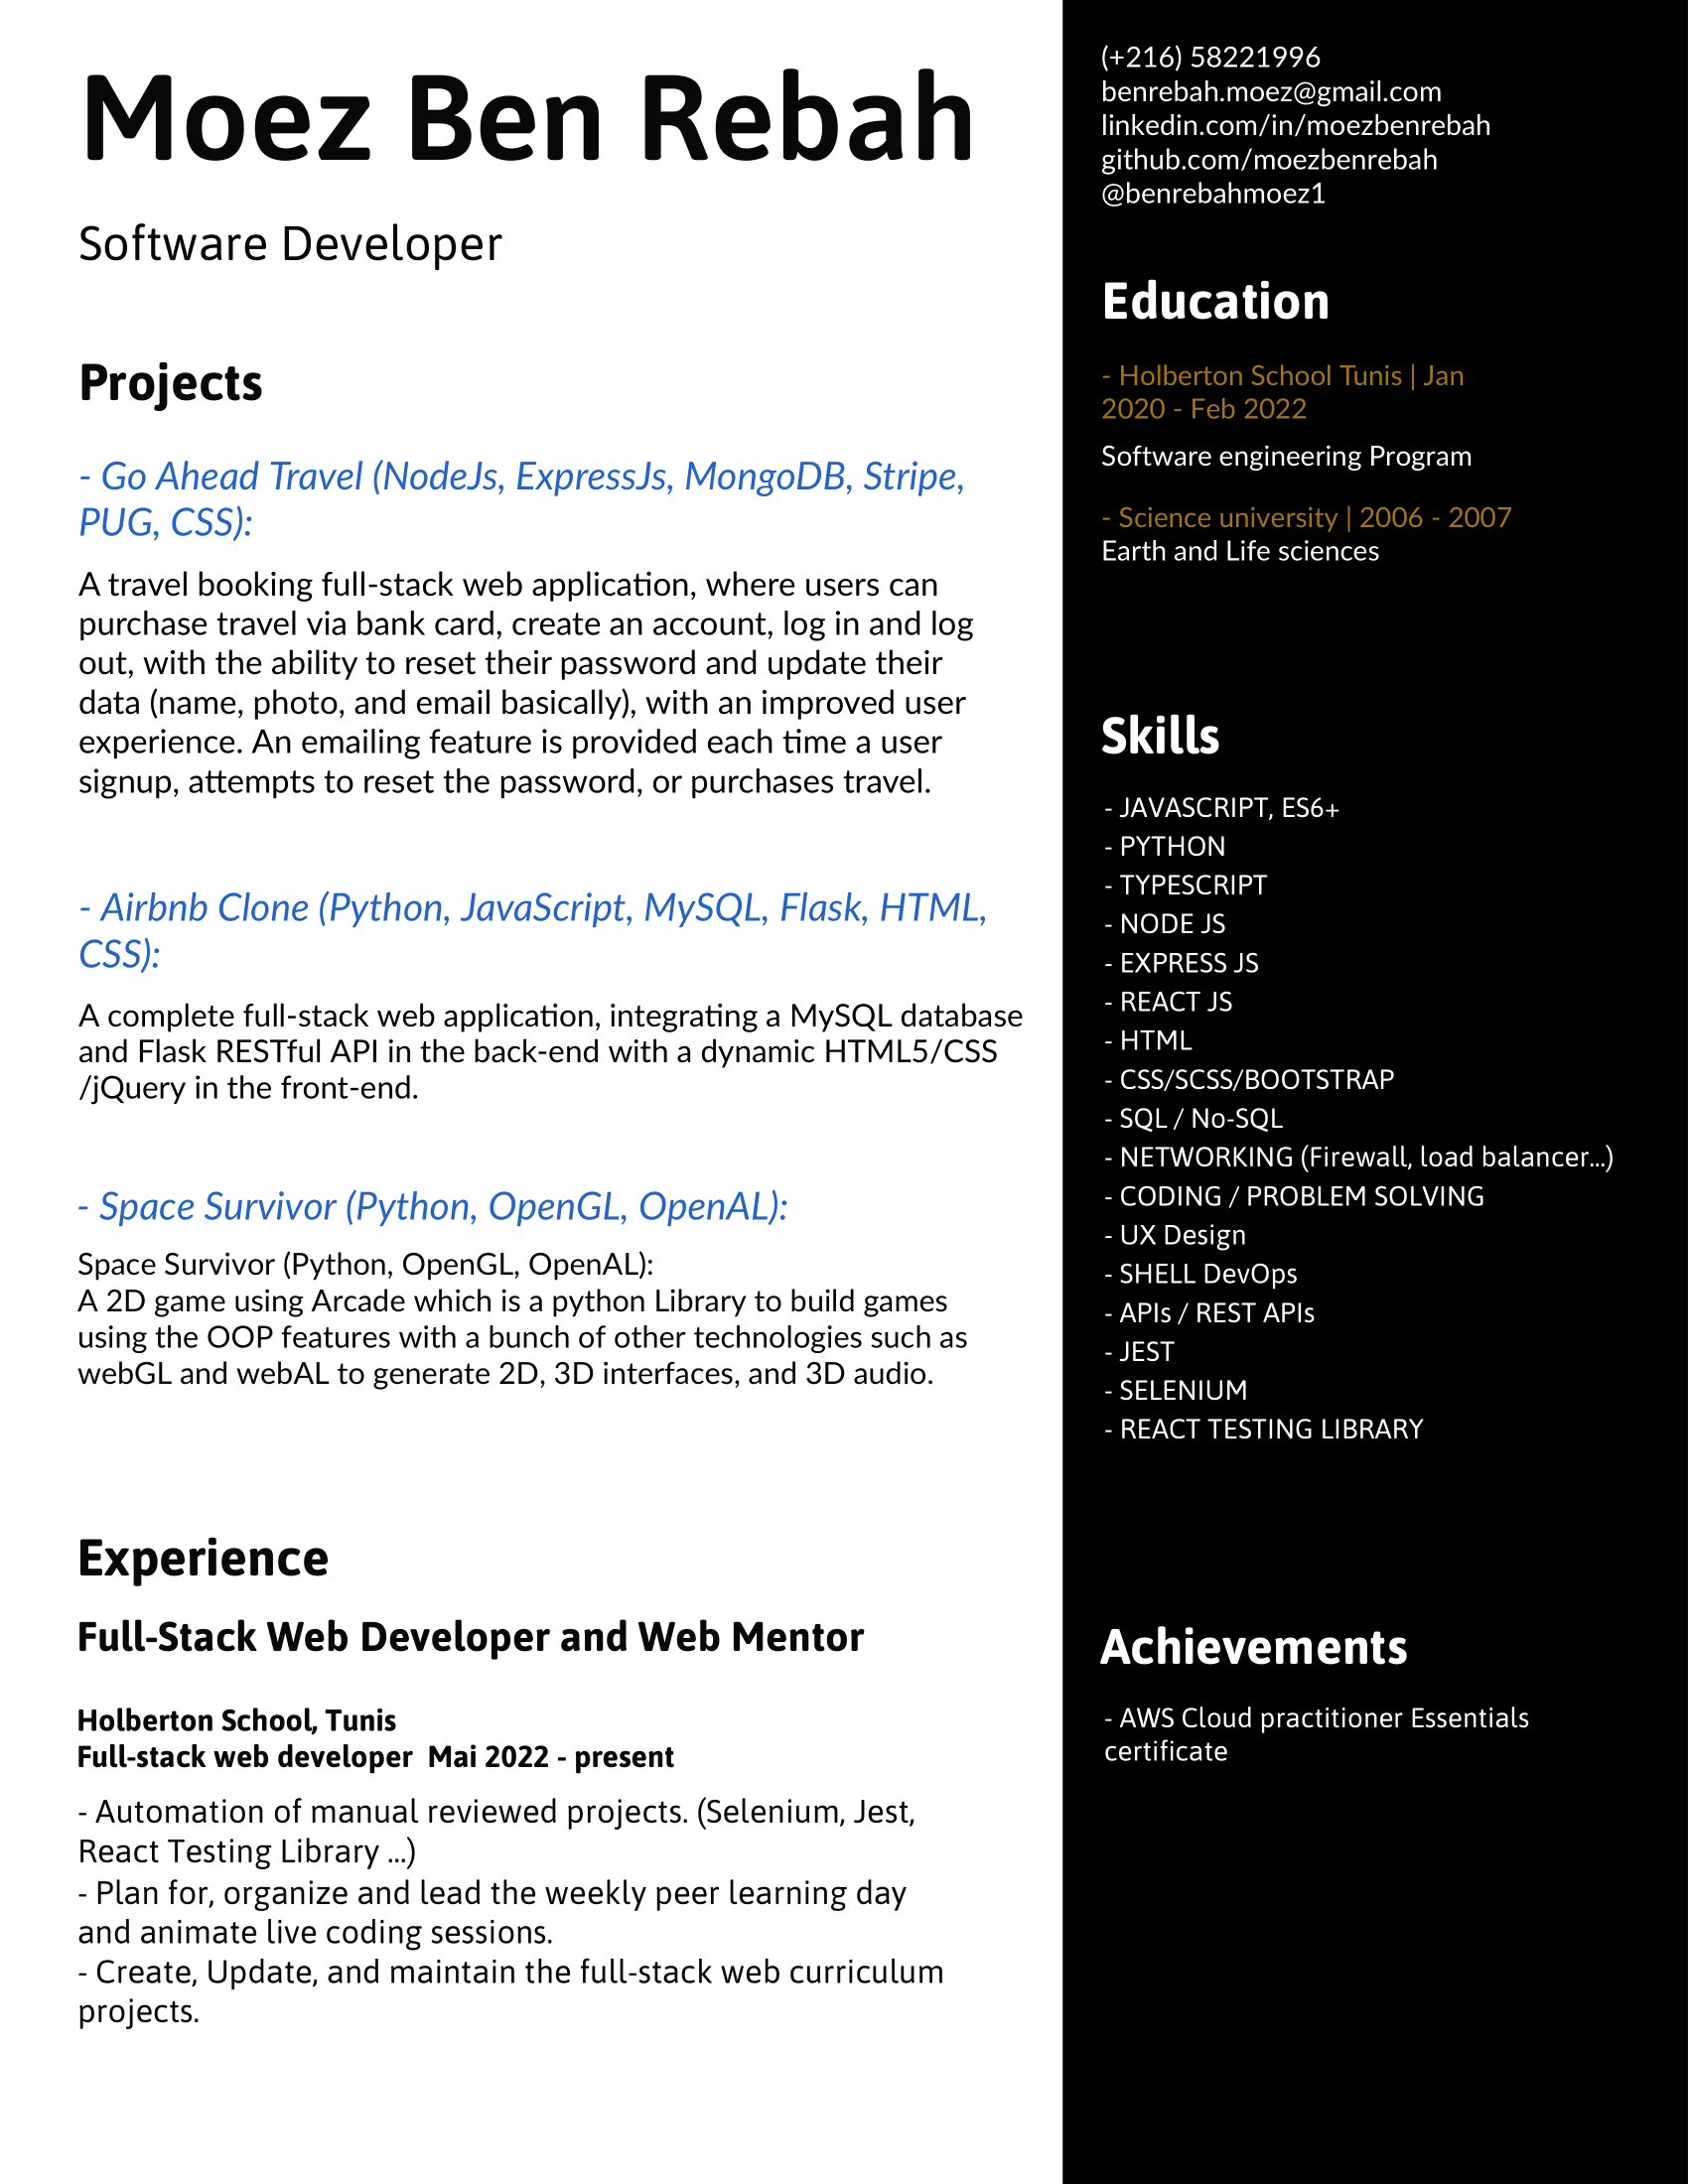 Moez Ben Rebah
Software Developer
Projects
- Go Ahead Travel (NodeJs, ExpressJs, MongoDB, Stripe,
PUG, CSS):
A travel booking full-stack web application, where users can
purchase travel via bank card, create an account, log in and log
out, with the ability to reset their password and update their
data (name, photo, and email basically), with an improved user
experience. An emailing feature is provided each time a user
signup, attempts to reset the password, or purchases travel.
- Airbnb Clone (Python, JavaScript, MySQL, Flask, HTML,
CSS):
A complete full-stack web application, integrating a MySQL database
and Flask RESTful API in the back-end with a dynamic HTML5/CSS
/jQuery in the front-end.
- Space Survivor (Python, OpenGL, OpenAL):
Space Survivor (Python, OpenGL, OpenAL):
A 2D game using Arcade which is a python Library to build games
using the OOP features with a bunch of other technologies such as
webGL and webAL to generate 2D, 3D interfaces, and 3D audio.
Experience
Full-Stack Web Developer and Web Mentor
Holberton School, Tunis
Full-stack web developer  Mai 2022 - present
- Automation of manual reviewed projects. (Selenium, Jest,
React Testing Library ...)
- Plan for, organize and lead the weekly peer learning day
and animate live coding sessions.
- Create, Update, and maintain the full-stack web curriculum
projects.
(+216) 58221996
benrebah.moez@gmail.com
linkedin.com/in/moezbenrebah
github.com/moezbenrebah
@benrebahmoez1
Education
- Holberton School Tunis | Jan
2020 - Feb 2022
Software engineering Program
- Science university | 2006 - 2007
Earth and Life sciences
Skills
- JAVASCRIPT, ES6+
- PYTHON
- TYPESCRIPT
- NODE JS
- EXPRESS JS
- REACT JS
- HTML
- CSS/SCSS/BOOTSTRAP
- SQL / No-SQL
- NETWORKING (Firewall, load balancer...)
- CODING / PROBLEM SOLVING
- UX Design
- SHELL DevOps
- APIs / REST APIs
- JEST
- SELENIUM
- REACT TESTING LIBRARY
Achievements
- AWS Cloud practitioner Essentials
certificate